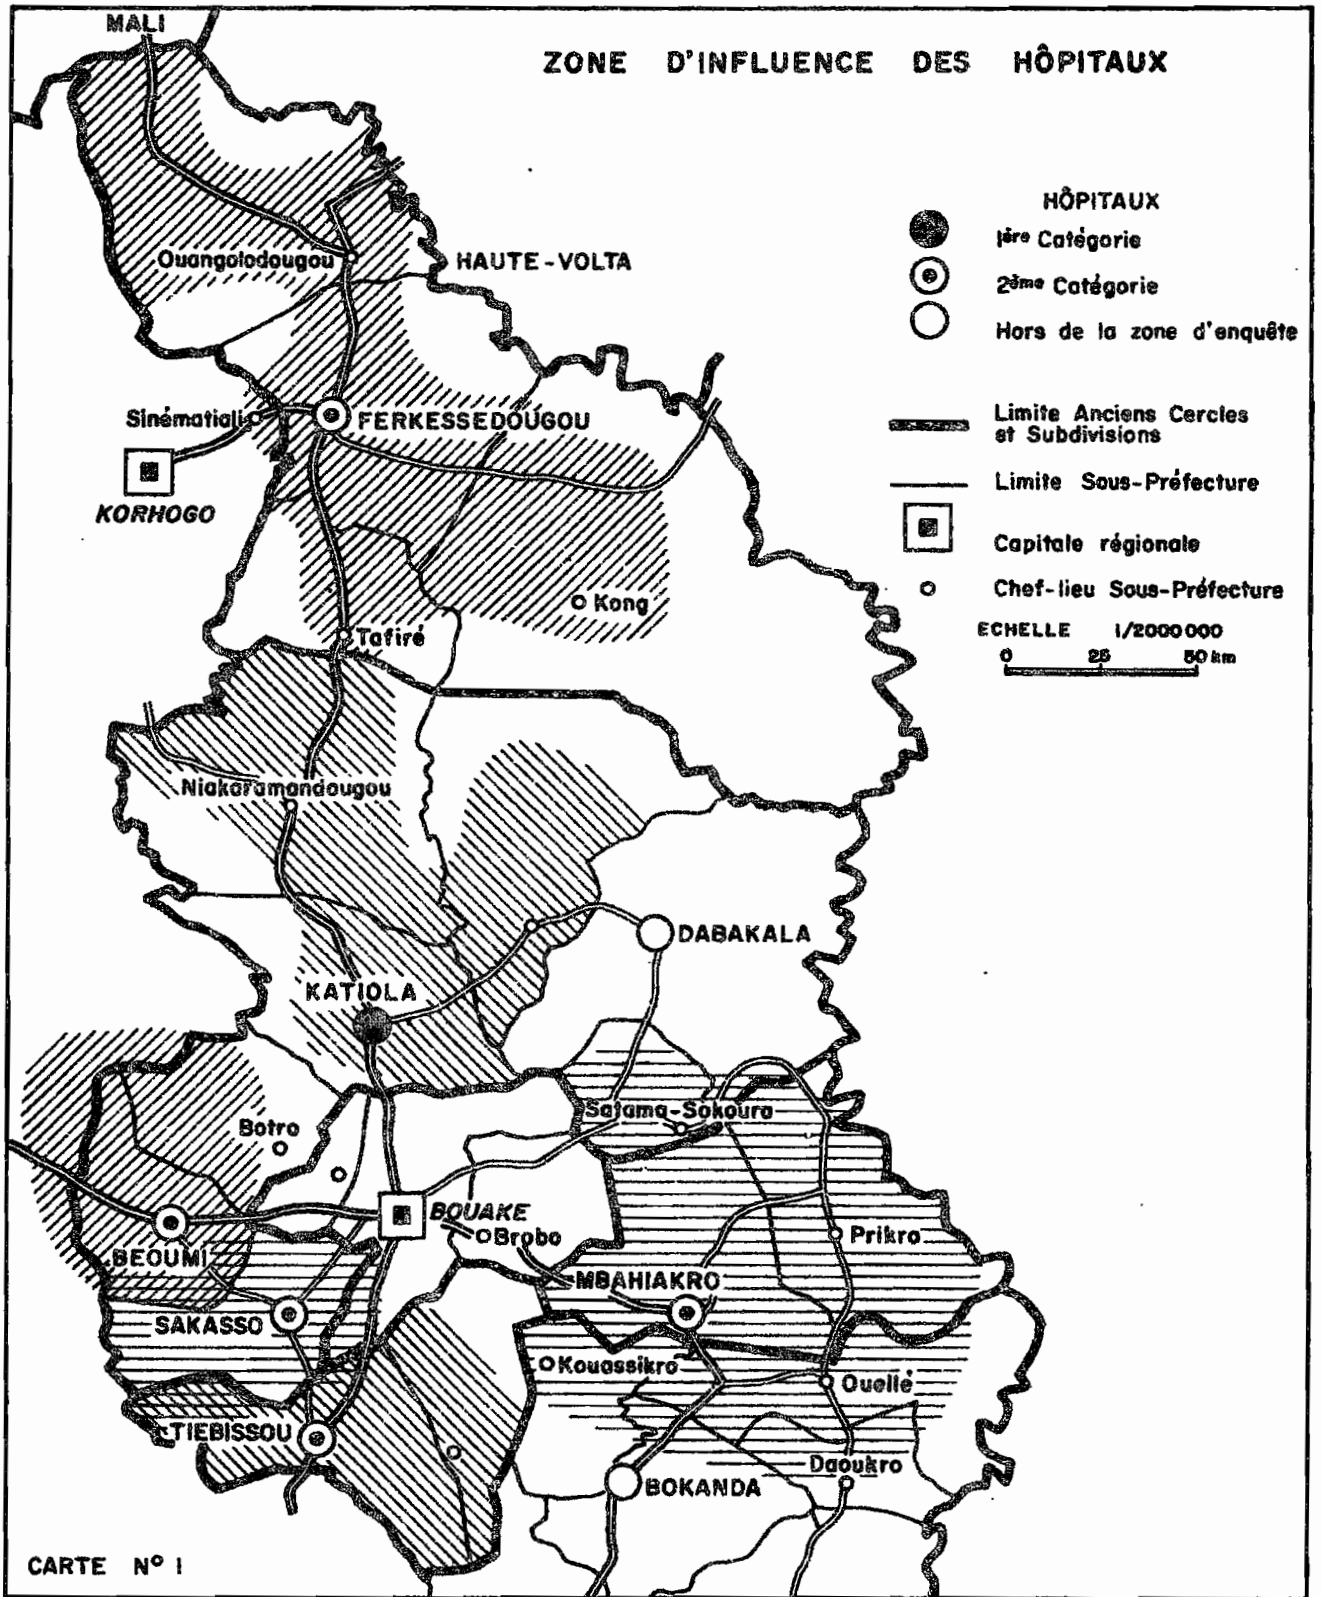 MALI
ZONE D'INFLUENCE DES HÔPITAUX
HÔPITAUX
1ère Catégorie
2ème Catégorie
Hors de la zone d'enquête
Limite Anciens Cercles
et Subdivisions
Limite Sous-Préfecture
Capitale régionale
Chef-lieu Sous-Préfecture
ECHELLE 1/2000000
0 25 50 km
Ouangolodougou
HAUTE-VOLTA
Sinématiali
FERKESSEDOUGOU
KORHOGO
Kong
Tafiré
Niakaramandougou
DABAKALA
KATIOLA
Satama-Sokoura
Botro
BOUAKE
Brobo
Prikro
BEOUMI
MBAHIAKRO
SAKASSO
Kouassikro
Ouellé
TIEBISSOU
Daoukro
BOKANDA
CARTE N° 1